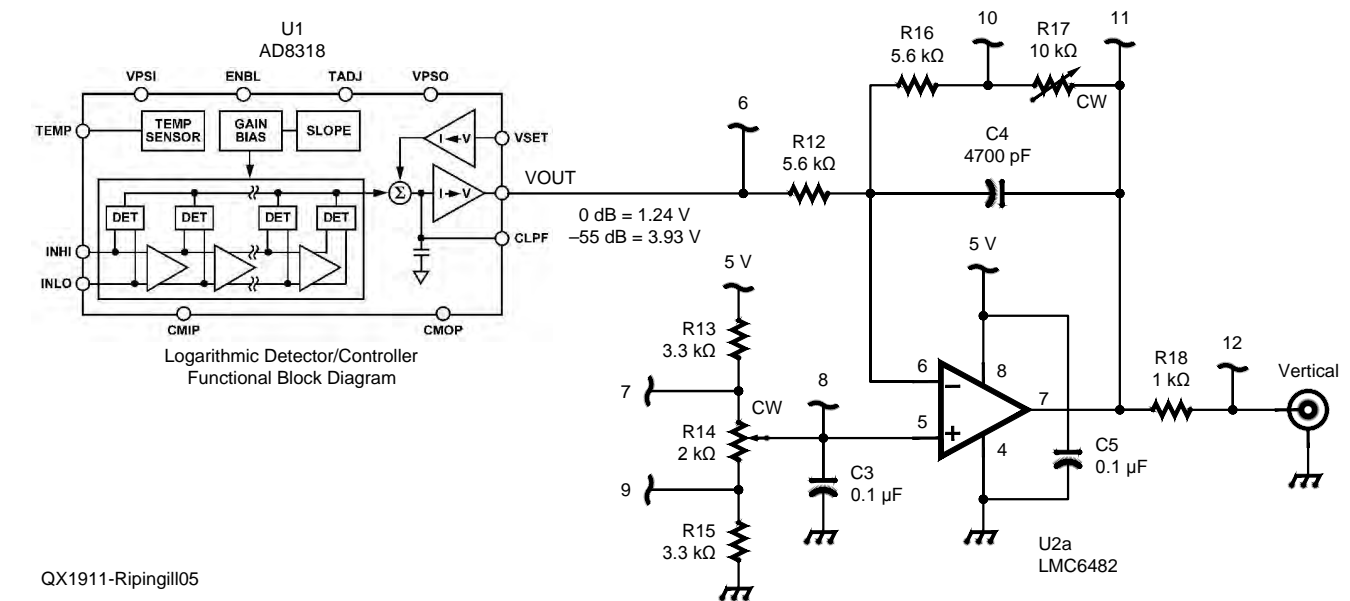 U1
AD8318
VPSI
ENBL
TADJ
VPSO
TEMP
TEMP
SENSOR
GAIN
BIAS
SLOPE
I V
VSET
Σ
I V
VOUT
DET
DET
DET
DET
CLPF
INHI
INLO
CMIP
CMOP
Logarithmic Detector/Controller
Functional Block Diagram
0 dB = 1.24 V
–55 dB = 3.93 V
6
R12
5.6 kΩ
R16
5.6 kΩ
10
R17
10 kΩ
CW
11
C4
4700 pF
5 V
5 V
R13
3.3 kΩ
7
CW
R14
2 kΩ
8
9
C3
0.1 µF
R15
3.3 kΩ
6
–
5
+
8
7
4
C5
0.1 µF
U2a
LMC6482
R18
1 kΩ
12
Vertical
QX1911-Ripingill05